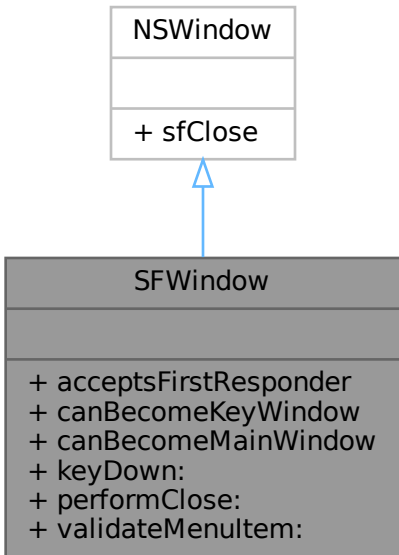 NSWindow
+ sfClose
SFWindow
+ acceptsFirstResponder
+ canBecomeKeyWindow
+ canBecomeMainWindow
+ keyDown:
+ performClose:
+ validateMenuItem: